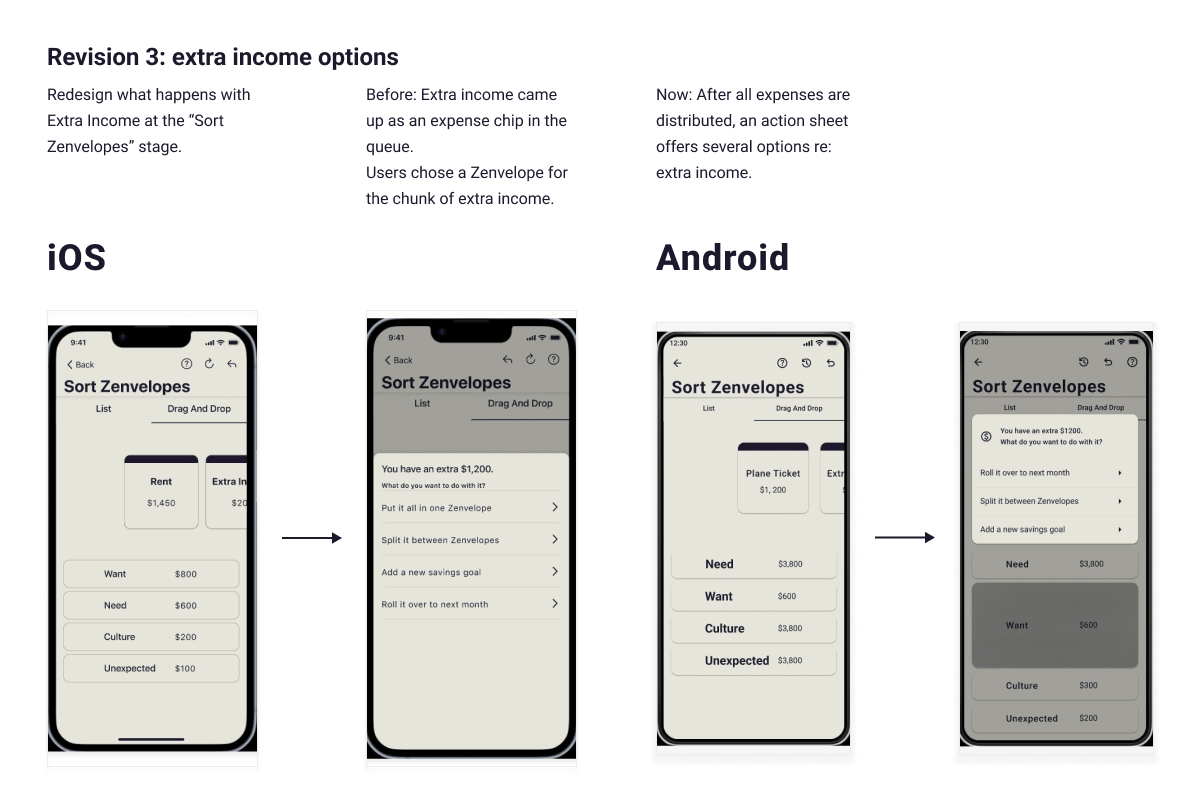 Revision 3: extra income options
Redesign what happens with
Extra Income at the “Sort
Zenvelopes” stage.
Before: Extra income came
up as an expense chip in the
queue.
Users chose a Zenvelope for
the chunk of extra income.
Now: After all expenses are
distributed, an action sheet
offers several options re:
extra income.
iOS
Android
9:41
Back
Sort Zenvelopes
List Drag And Drop
Rent Extra In
$1,450 $20
Want $800
Need $600
Culture $200
Unexpected $100
9:41
Back
Sort Zenvelopes
List Drag And Drop
You have an extra $1,200.
What do you want to do with it?
Put it all in one Zenvelope
Split it between Zenvelopes
Add a new savings goal
Roll it over to next month
12:30
Sort Zenvelopes
List Drag And Drop
Plane Ticket Extr
$1, 200 $
Need $3,800
Want $600
Culture $3,800
Unexpected $3,800
12:30
Sort Zenvelopes
List Drag And Drop
You have an extra $1200.
What do you want to do with it?
Roll it over to next month
Split it between Zenvelopes
Add a new savings goal
Need $3,800
Want $600
Culture $300
Unexpected $200